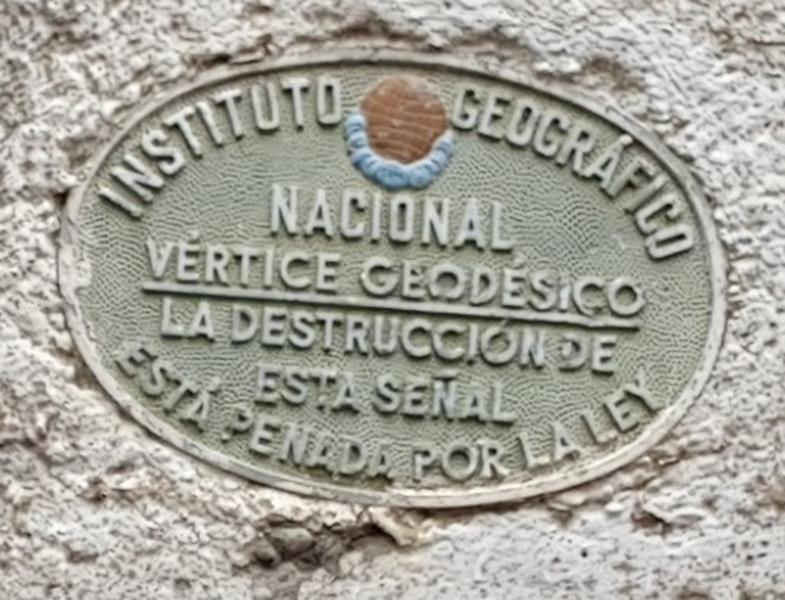 INSTITUTO GEOGRÁFICO
NACIONAL
VÉRTICE GEODÉSICO
LA DESTRUCCIÓN DE
ESTA SEÑAL
ESTÁ PENADA POR LA LEY